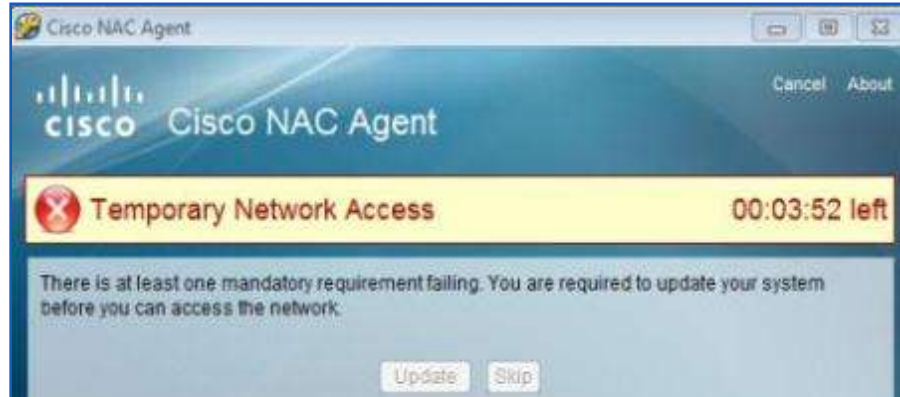 Cisco NAC Agent
Cancel About
CISCO Cisco NAC Agent
Temporary Network Access 00:03:52 left
There is at least one mandatory requirement failing. You are required to update your system
before you can access the network.
Update Skip